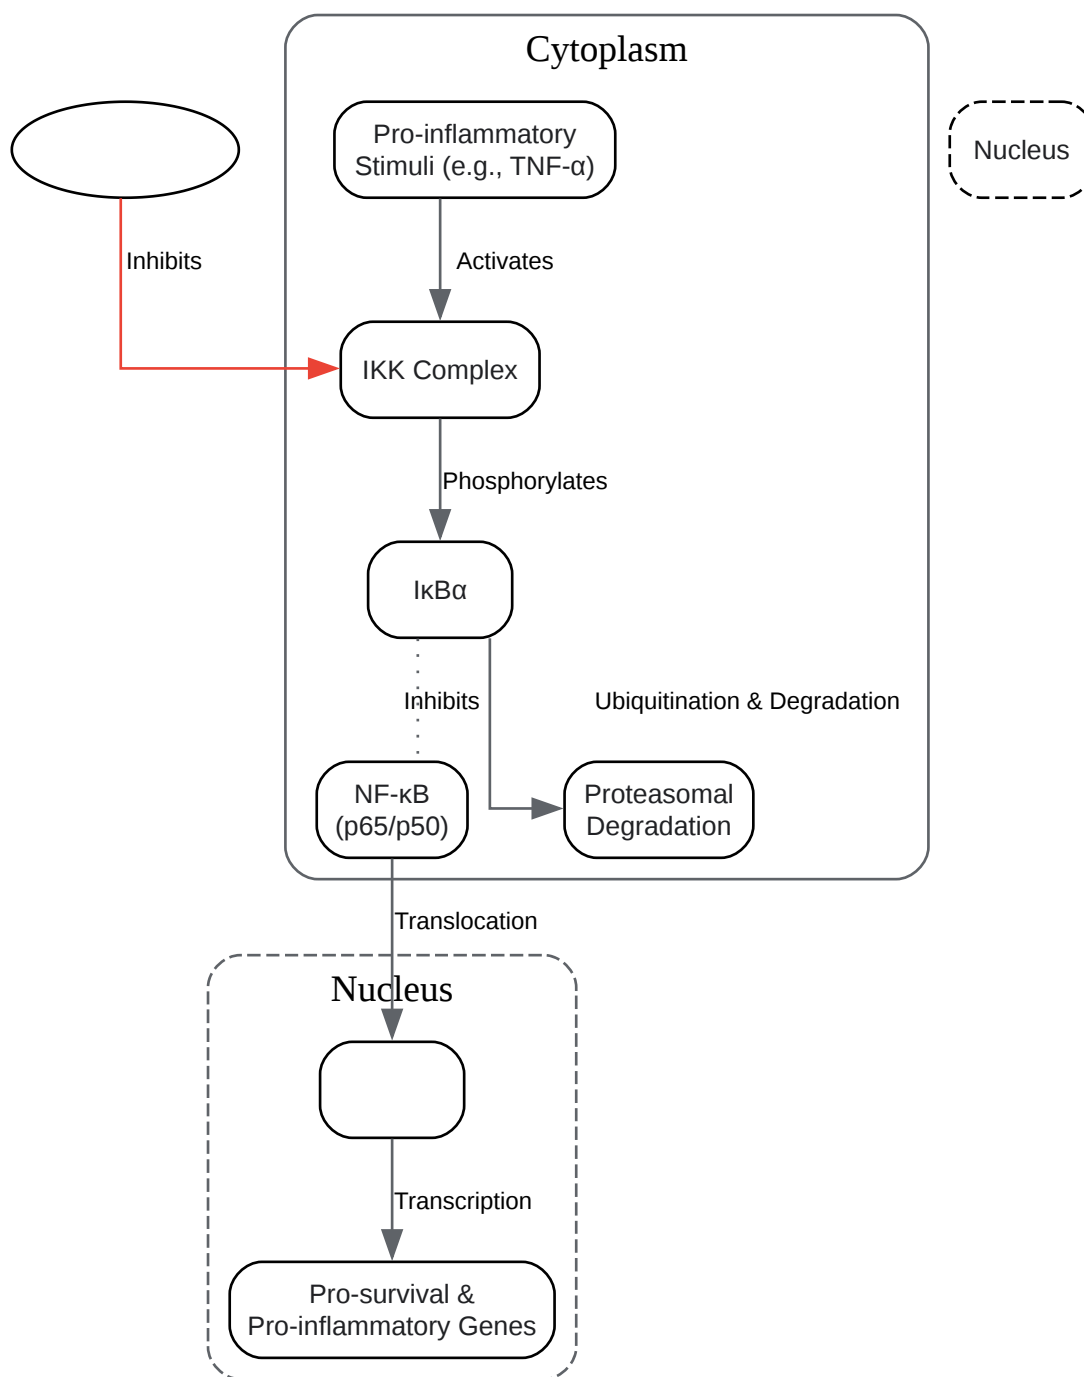 Cytoplasm
Pro-inflammatory
Stimuli (e.g., TNF-α)
Nucleus
Inhibits
Activates
IKK Complex
Phosphorylates
IκBα
Inhibits
Ubiquitination & Degradation
NF-κB
(p65/p50)
Proteasomal
Degradation
Translocation
Nucleus
Transcription
Pro-survival &
Pro-inflammatory Genes